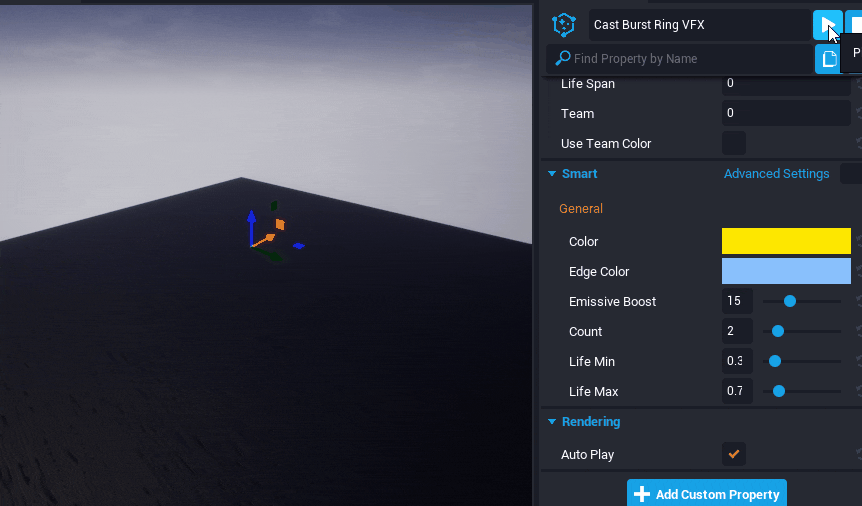 Cast Burst Ring VFX
Find Property by Name
P
Life Span 0
Team 0
Use Team Color
Smart Advanced Settings
General
Color
Edge Color
Emissive Boost 15
Count 2
Life Min 0.3
Life Max 0.7
Rendering
Auto Play
Add Custom Property